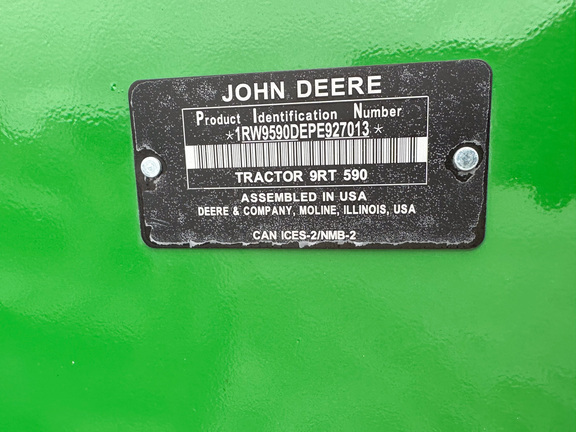 JOHN DEERE
Product Identification Number
*1RW9590DEPE927013*
TRACTOR 9RT 590
ASSEMBLED IN USA
DEERE & COMPANY, MOLINE, ILLINOIS, USA
CAN ICES-2/NMB-2